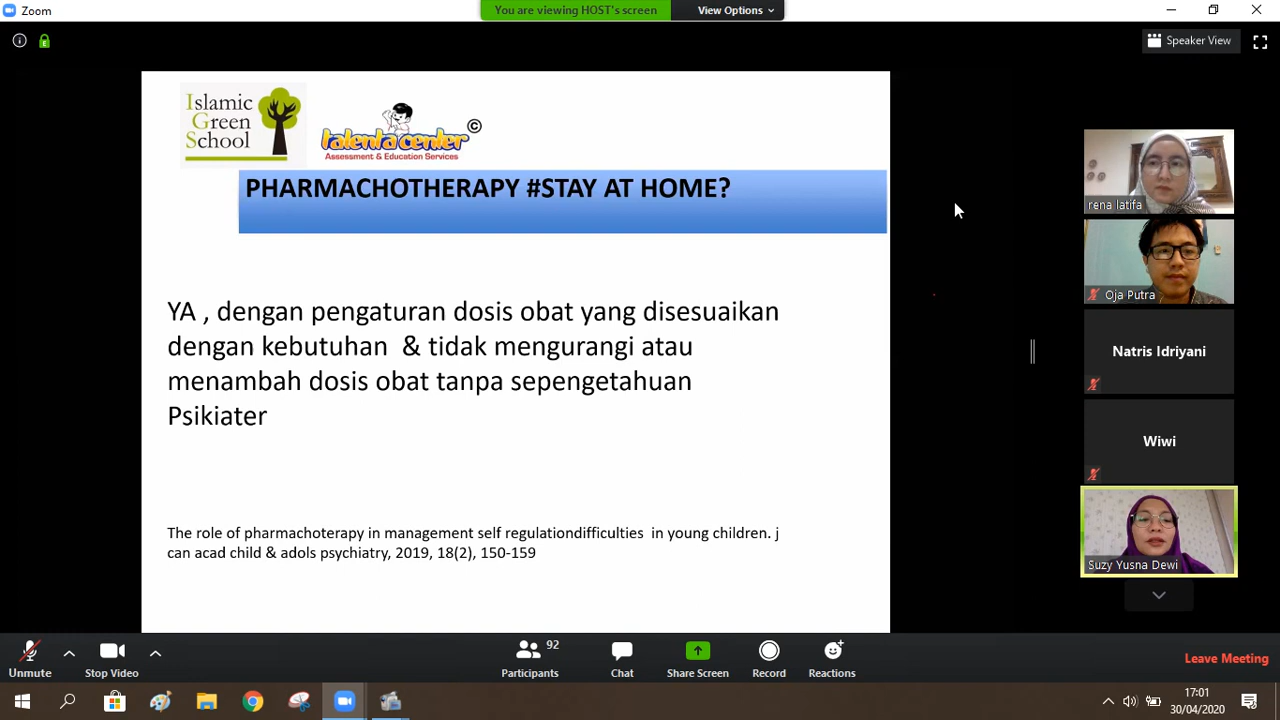 Zoom
You are viewing HOST's screen
View Options
Speaker View
E
Islamic
Green
School
talenta center ©
Assessment & Education Services
PHARMACHOTHERAPY #STAY AT HOME?
YA , dengan pengaturan dosis obat yang disesuaikan
dengan kebutuhan & tidak mengurangi atau
menambah dosis obat tanpa sepengetahuan
Psikiater
The role of pharmachoterapy in management self regulationdifficulties in young children. j
can acad child & adols psychiatry, 2019, 18(2), 150-159
rena latifa
Oja Putra
Natris Idriyani
Wiwi
Suzy Yusna Dewi
Unmute
Stop Video
92
Participants
Chat
Share Screen
Record
Reactions
Leave Meeting
17:01
30/04/2020